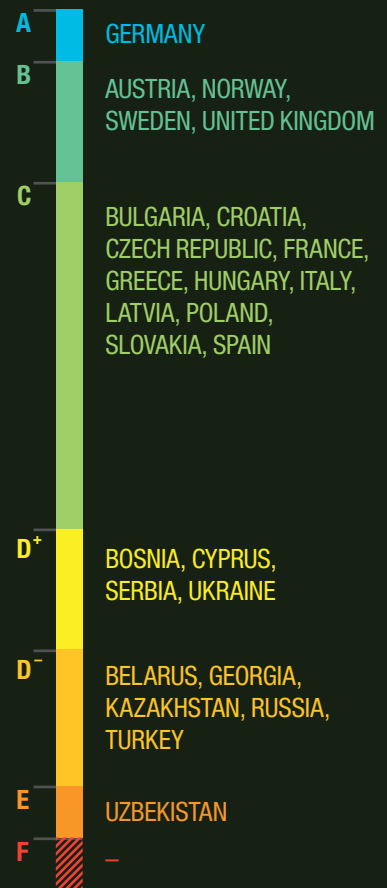 A
GERMANY
B
AUSTRIA, NORWAY,
SWEDEN, UNITED KINGDOM
C
BULGARIA, CROATIA,
CZECH REPUBLIC, FRANCE,
GREECE, HUNGARY, ITALY,
LATVIA, POLAND,
SLOVAKIA, SPAIN
D+
BOSNIA, CYPRUS,
SERBIA, UKRAINE
D−
BELARUS, GEORGIA,
KAZAKHSTAN, RUSSIA,
TURKEY
E
UZBEKISTAN
F
–